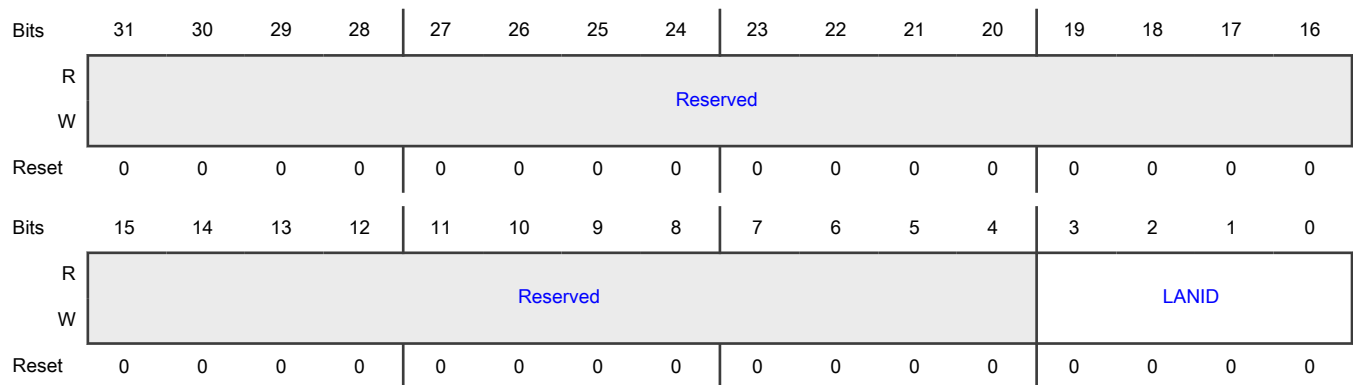 Bits 31 30 29 28 27 26 25 24 23 22 21 20 19 18 17 16
R
Reserved
W
Reset 0 0 0 0 0 0 0 0 0 0 0 0 0 0 0 0
Bits 15 14 13 12 11 10 9 8 7 6 5 4 3 2 1 0
R
Reserved LANID
W
Reset 0 0 0 0 0 0 0 0 0 0 0 0 0 0 0 0